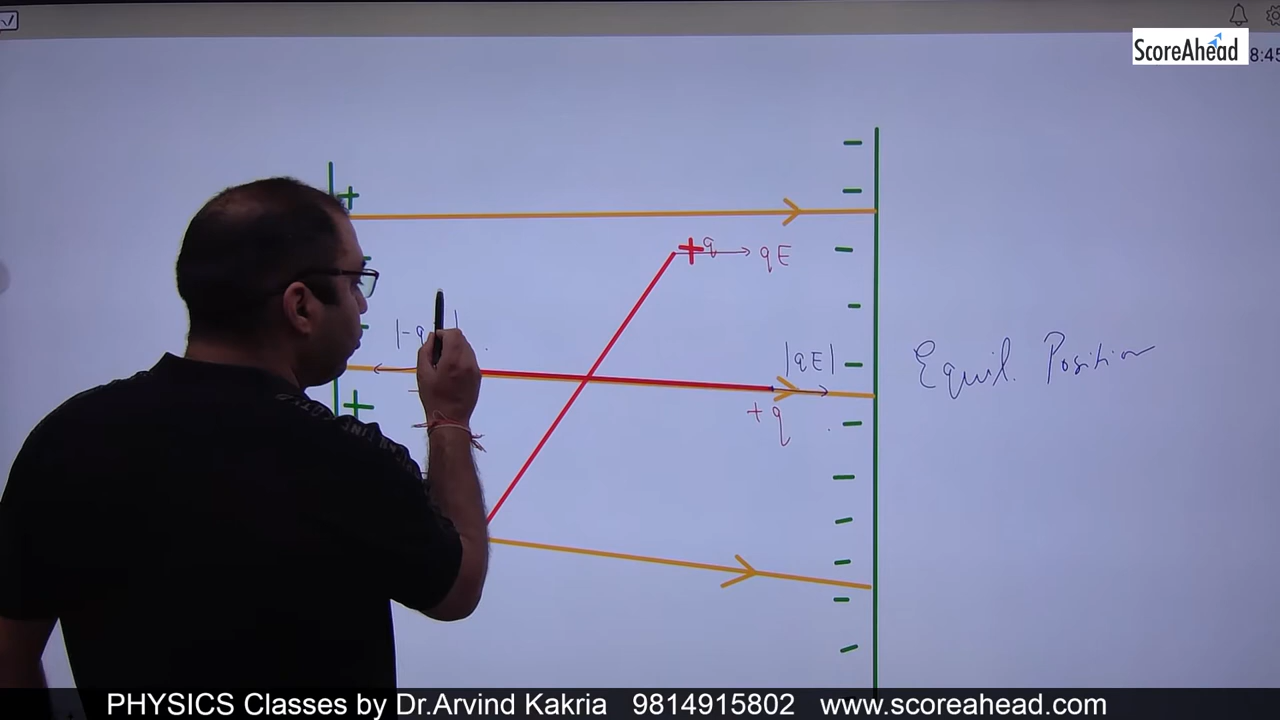 ScoreAhead
8:45
+
+q
qE
|-q
|
|qE|
+q
+
Equil. Position
PHYSICS Classes by Dr.Arvind Kakria 9814915802 www.scoreahead.com